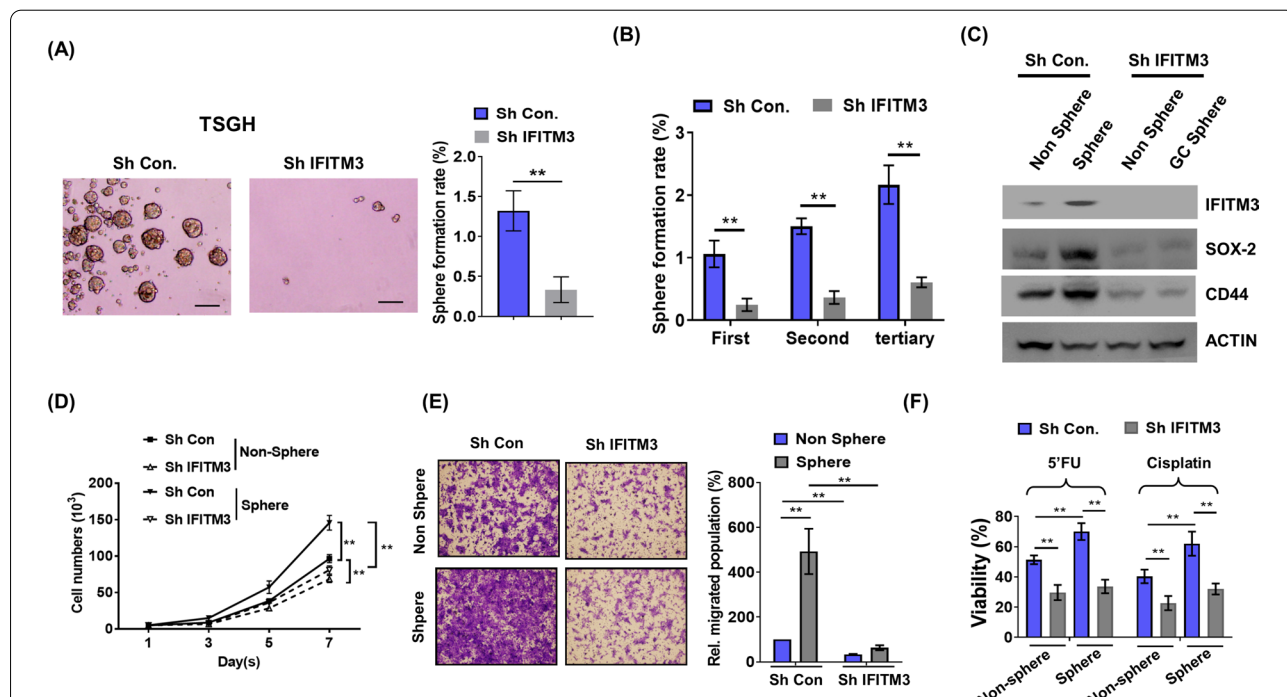 (A)
TSGH
Sh Con.
Sh IFITM3
Sh Con.
Sh IFITM3
Sphere formation rate (%)
2.0
1.5
1.0
0.5
0.0
**
(B)
Sh Con.
Sh IFITM3
Sphere formation rate (%)
3
2
1
0
**
**
**
First
Second
tertiary
(C)
Sh Con.
Sh IFITM3
Non Sphere
Sphere
Non Sphere
GC Sphere
IFITM3
SOX-2
CD44
ACTIN
(D)
Sh Con
Sh IFITM3
Non-Sphere
Sh Con
Sh IFITM3
Sphere
Cell numbers (10³)
200
150
100
50
0
**
**
**
1
3
5
7
Day(s)
(E)
Sh Con
Sh IFITM3
Non Shpere
Shpere
Non Sphere
Sphere
Rel. migrated population (%)
800
600
400
200
0
**
**
**
Sh Con
Sh IFITM3
(F)
Sh Con.
Sh IFITM3
5'FU
Cisplatin
Viability (%)
100
80
60
40
20
0
**
**
**
**
**
**
Non-sphere
Sphere
Non-sphere
Sphere